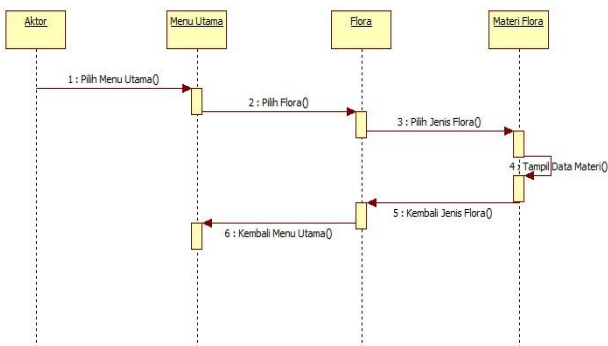 Aktor
Menu Utama
Flora
Materi Flora
1 : Pilih Menu Utama()
2 : Pilih Flora()
3 : Pilih Jenis Flora()
4 : Tampil Data Materi()
5 : Kembali Jenis Flora()
6 : Kembali Menu Utama()